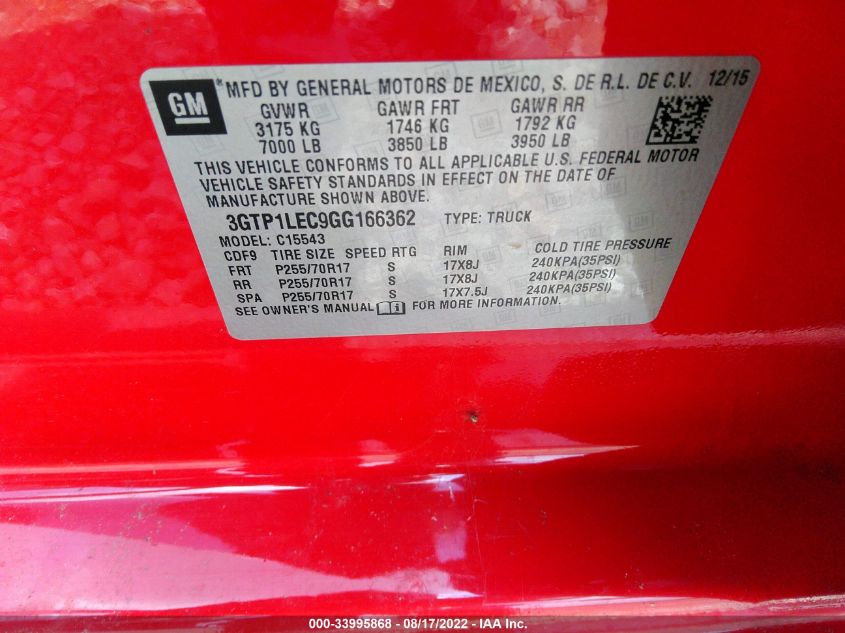 GM
MFD BY GENERAL MOTORS DE MEXICO, S. DE R.L. DE C.V. 12/15
GVWR GAWR FRT GAWR RR
3175 KG 1746 KG 1792 KG
7000 LB 3850 LB 3950 LB
THIS VEHICLE CONFORMS TO ALL APPLICABLE U.S. FEDERAL MOTOR
VEHICLE SAFETY STANDARDS IN EFFECT ON THE DATE OF
MANUFACTURE SHOWN ABOVE.
3GTP1LEC9GG166362 TYPE: TRUCK
MODEL: C15543
CDF9 TIRE SIZE SPEED RTG RIM COLD TIRE PRESSURE
FRT P255/70R17 S 17X8J 240KPA(35PSI)
RR P255/70R17 S 17X8J 240KPA(35PSI)
SPA P255/70R17 S 17X7.5J 240KPA(35PSI)
SEE OWNER'S MANUAL FOR MORE INFORMATION.
000-33995868 - 08/17/2022 - IAA Inc.